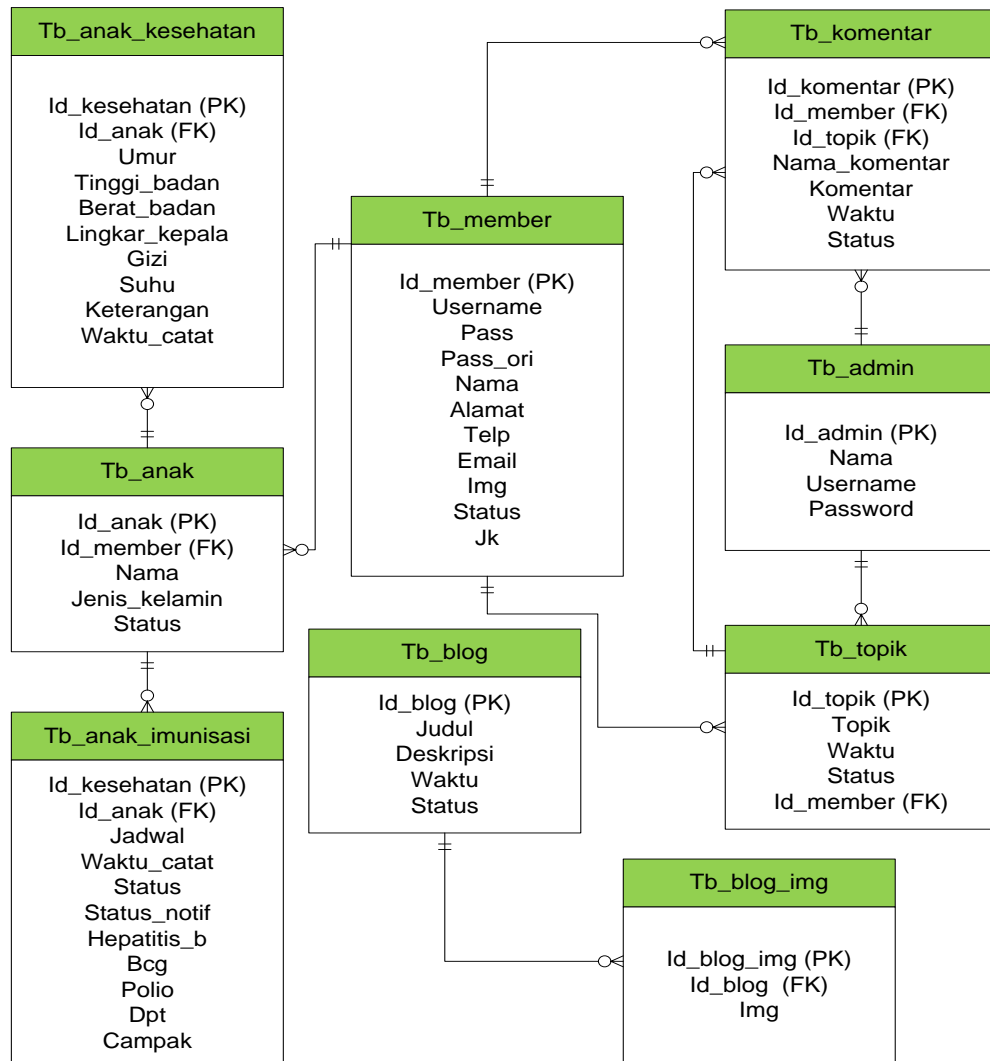 Tb_anak_kesehatan
Id_kesehatan (PK)
Id_anak (FK)
Umur
Tinggi_badan
Berat_badan
Lingkar_kepala
Gizi
Suhu
Keterangan
Waktu_catat
Tb_anak
Id_anak (PK)
Id_member (FK)
Nama
Jenis_kelamin
Status
Tb_anak_imunisasi
Id_kesehatan (PK)
Id_anak (FK)
Jadwal
Waktu_catat
Status
Status_notif
Hepatitis_b
Bcg
Polio
Dpt
Campak
Tb_member
Id_member (PK)
Username
Pass
Pass_ori
Nama
Alamat
Telp
Email
Img
Status
Jk
Tb_blog
Id_blog (PK)
Judul
Deskripsi
Waktu
Status
Tb_komentar
Id_komentar (PK)
Id_member (FK)
Id_topik (FK)
Nama_komentar
Komentar
Waktu
Status
Tb_admin
Id_admin (PK)
Nama
Username
Password
Tb_topik
Id_topik (PK)
Topik
Waktu
Status
Id_member (FK)
Tb_blog_img
Id_blog_img (PK)
Id_blog (FK)
Img